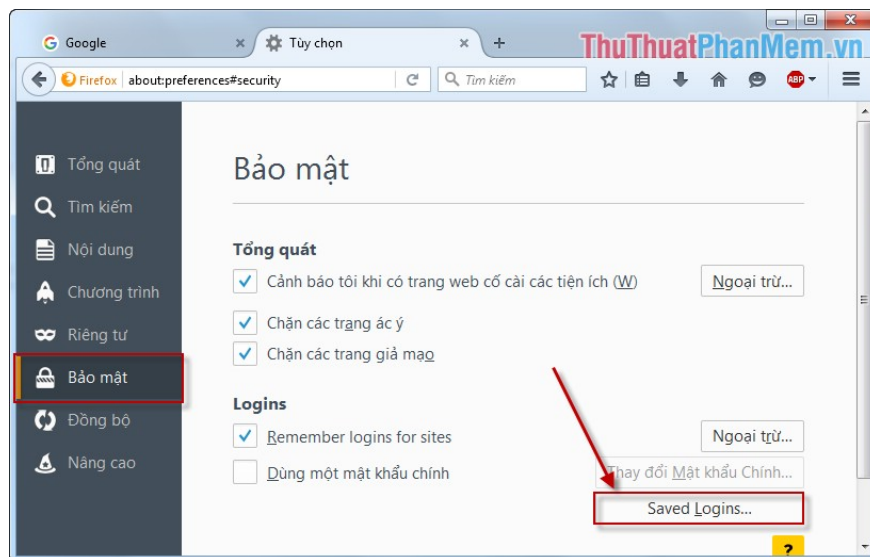 Google
Tùy chọn
ThuThuatPhanMem.vn
Firefox about:preferences#security
Tìm kiếm
ABP
Tổng quát
Tìm kiếm
Nội dung
Chương trình
Riêng tư
Bảo mật
Đồng bộ
Nâng cao
Bảo mật
Tổng quát
Cảnh báo tôi khi có trang web cố cài các tiện ích (W)
Ngoại trừ...
Chặn các trang ác ý
Chặn các trang giả mạo
Logins
Remember logins for sites
Ngoại trừ...
Dùng một mật khẩu chính
Thay đổi Mật khẩu Chính...
Saved Logins...
?